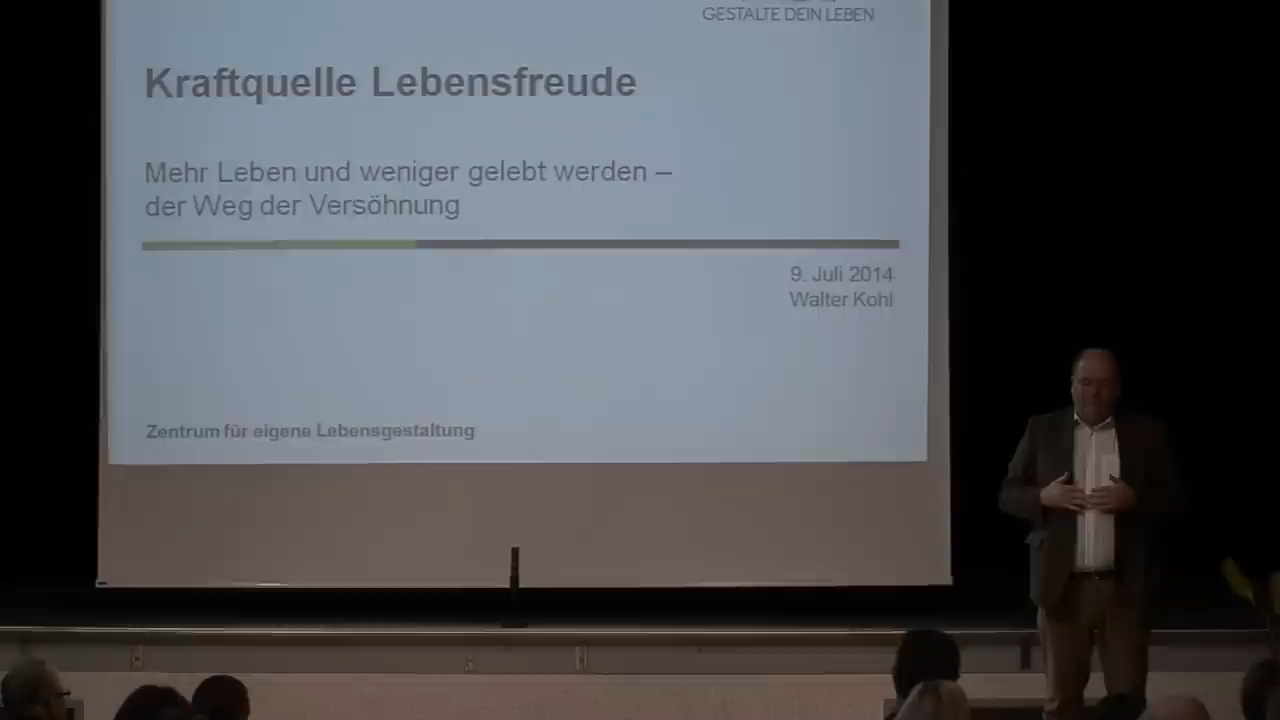 GESTALTE DEIN LEBEN
Kraftquelle Lebensfreude
Mehr Leben und weniger gelebt werden –
der Weg der Versöhnung
9. Juli 2014
Walter Kohl
Zentrum für eigene Lebensgestaltung